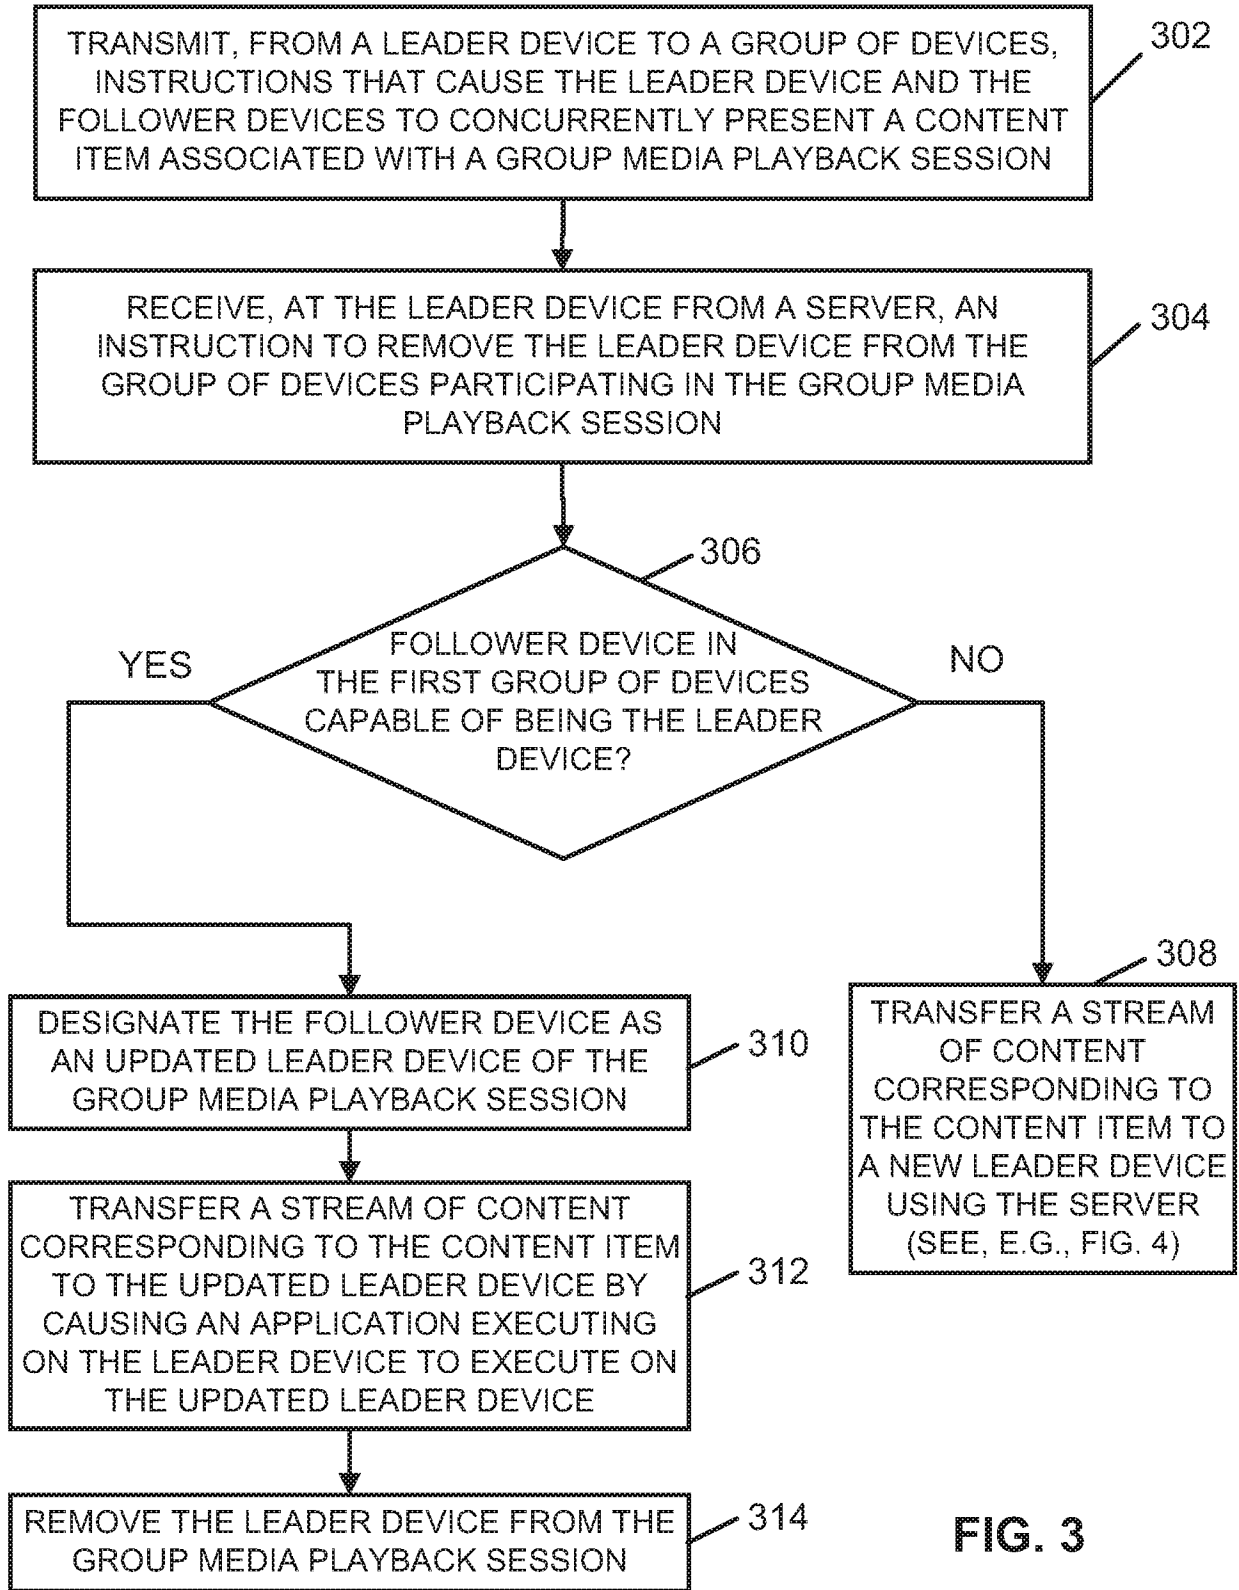 TRANSMIT, FROM A LEADER DEVICE TO A GROUP OF DEVICES,
INSTRUCTIONS THAT CAUSE THE LEADER DEVICE AND THE
FOLLOWER DEVICES TO CONCURRENTLY PRESENT A CONTENT
ITEM ASSOCIATED WITH A GROUP MEDIA PLAYBACK SESSION
302
RECEIVE, AT THE LEADER DEVICE FROM A SERVER, AN
INSTRUCTION TO REMOVE THE LEADER DEVICE FROM THE
GROUP OF DEVICES PARTICIPATING IN THE GROUP MEDIA
PLAYBACK SESSION
304
306
FOLLOWER DEVICE IN
THE FIRST GROUP OF DEVICES
CAPABLE OF BEING THE LEADER
DEVICE?
YES
NO
DESIGNATE THE FOLLOWER DEVICE AS
AN UPDATED LEADER DEVICE OF THE
GROUP MEDIA PLAYBACK SESSION
310
TRANSFER A STREAM OF CONTENT
CORRESPONDING TO THE CONTENT ITEM
TO THE UPDATED LEADER DEVICE BY
CAUSING AN APPLICATION EXECUTING
ON THE LEADER DEVICE TO EXECUTE ON
THE UPDATED LEADER DEVICE
312
REMOVE THE LEADER DEVICE FROM THE
GROUP MEDIA PLAYBACK SESSION
314
308
TRANSFER A STREAM
OF CONTENT
CORRESPONDING TO
THE CONTENT ITEM TO
A NEW LEADER DEVICE
USING THE SERVER
(SEE, E.G., FIG. 4)
FIG. 3